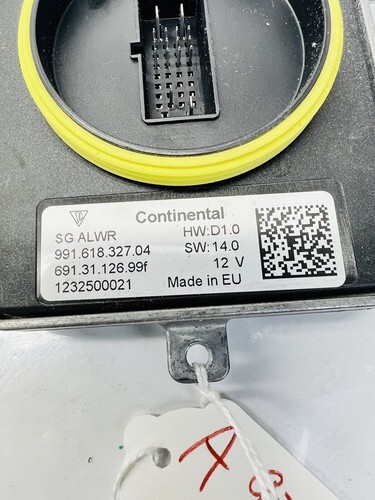 Continental
SG ALWR HW:D1.0
991.618.327.04 SW:14.0
691.31.126.99f 12 V
1232500021 Made in EU
A